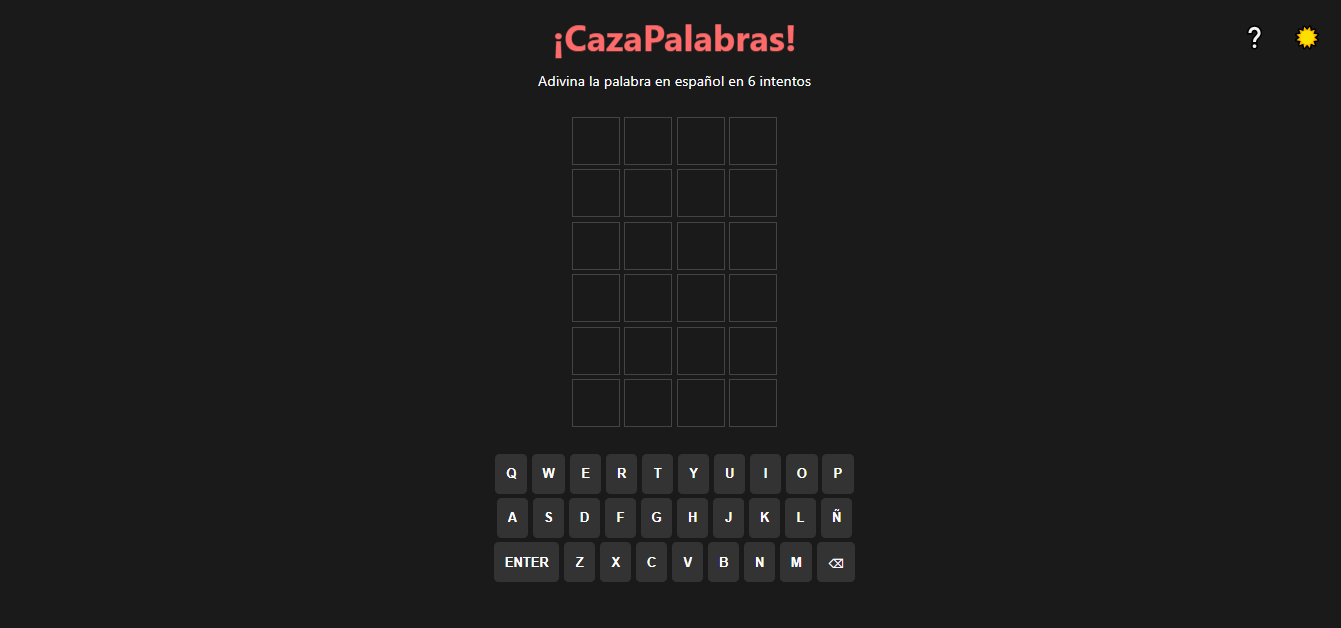 ¡CazaPalabras!
?
Adivina la palabra en español en 6 intentos
Q W E R T Y U I O P
A S D F G H J K L Ñ
ENTER Z X C V B N M ⌫